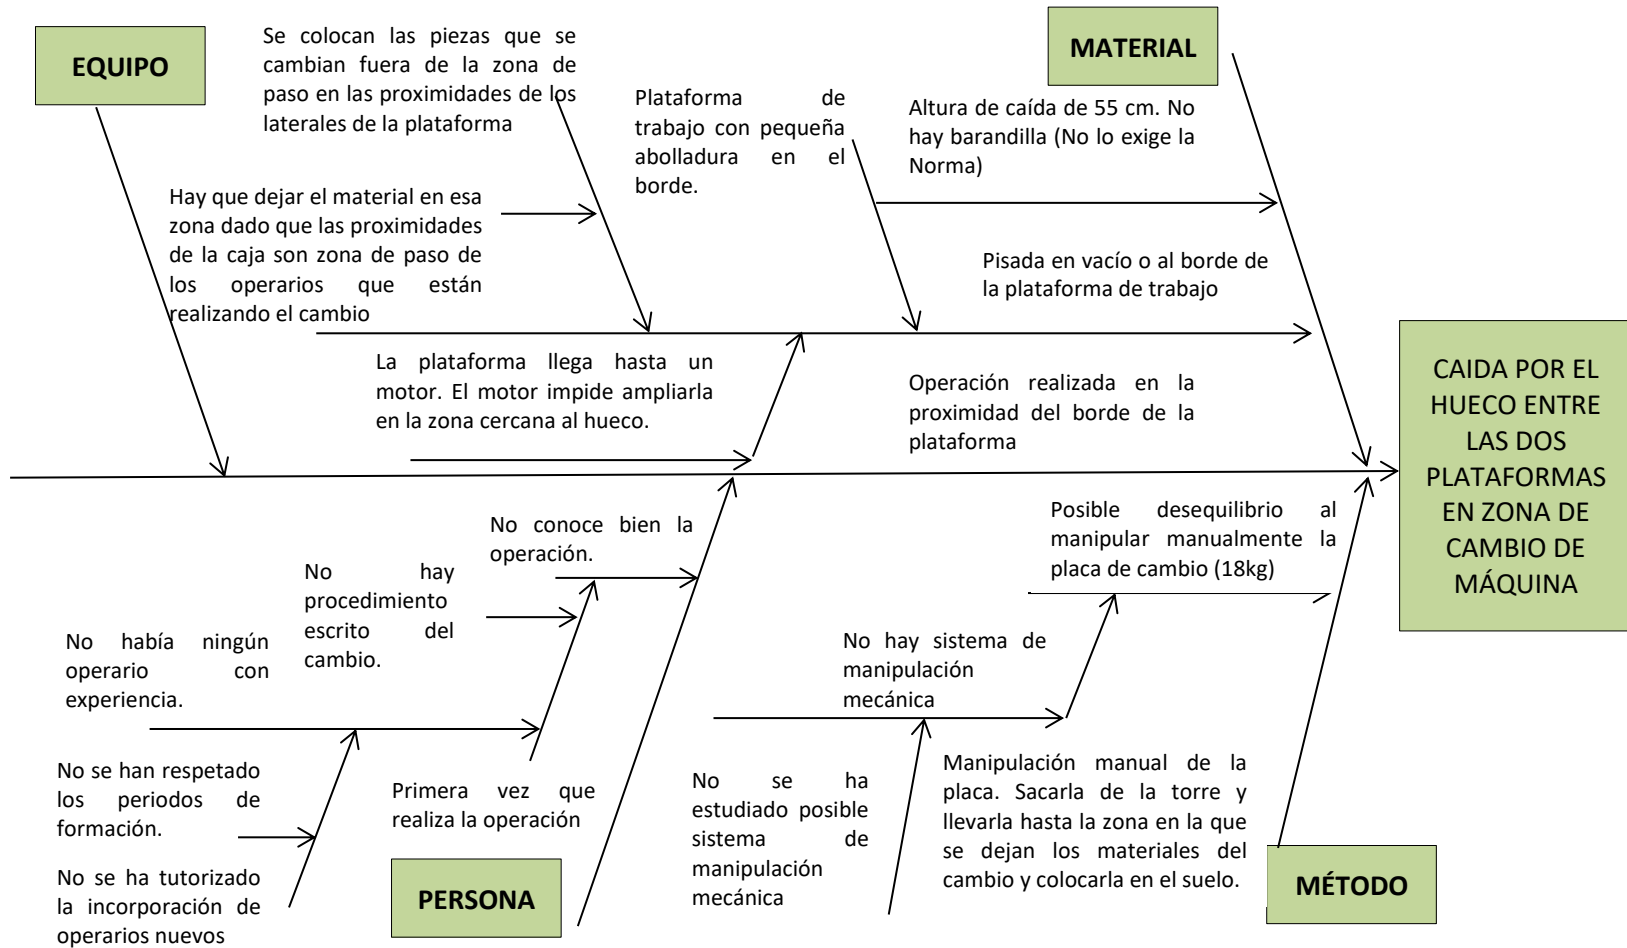 EQUIPO
Se colocan las piezas que se
cambian fuera de la zona de
paso en las proximidades de los
laterales de la plataforma
MATERIAL
Plataforma de
trabajo con pequeña
abolladura en el
borde.
Altura de caída de 55 cm. No
hay barandilla (No lo exige la
Norma)
Hay que dejar el material en esa
zona dado que las proximidades
de la caja son zona de paso de
los operarios que están
realizando el cambio
Pisada en vacío o al borde de
la plataforma de trabajo
La plataforma llega hasta un
motor. El motor impide ampliarla
en la zona cercana al hueco.
Operación realizada en la
proximidad del borde de la
plataforma
CAIDA POR EL
HUECO ENTRE
LAS DOS
PLATAFORMAS
EN ZONA DE
CAMBIO DE
MÁQUINA
No conoce bien la
operación.
Posible desequilibrio al
manipular manualmente la
placa de cambio (18kg)
No hay
procedimiento
escrito del
cambio.
No había ningún
operario con
experiencia.
No hay sistema de
manipulación
mecánica
No se han respetado
los periodos de
formación.
Primera vez que
realiza la operación
No se ha
estudiado posible
sistema de
manipulación
mecánica
Manipulación manual de la
placa. Sacarla de la torre y
llevarla hasta la zona en la que
se dejan los materiales del
cambio y colocarla en el suelo.
No se ha tutorizado
la incorporación de
operarios nuevos
PERSONA
MÉTODO